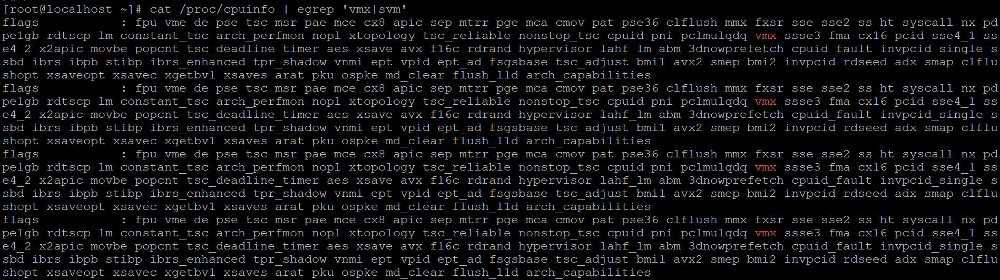 [root@localhost ~]# cat /proc/cpuinfo | egrep 'vmx|svm'
flags           : fpu vme de pse tsc msr pae mce cx8 apic sep mtrr pge mca cmov pat pse36 clflush mmx fxsr sse sse2 ss ht syscall nx pd
pe1gb rdtscp lm constant_tsc arch_perfmon nopl xtopology tsc_reliable nonstop_tsc cpuid pni pclmulqdq vmx ssse3 fma cx16 pcid sse4_1 ss
e4_2 x2apic movbe popcnt tsc_deadline_timer aes xsave avx f16c rdrand hypervisor lahf_lm abm 3dnowprefetch cpuid_fault invpcid_single s
sbd ibrs ibpb stibp ibrs_enhanced tpr_shadow vnmi ept vpid ept_ad fsgsbase tsc_adjust bmi1 avx2 smep bmi2 invpcid rdseed adx smap clflu
shopt xsaveopt xsavec xgetbv1 xsaves arat pku ospke md_clear flush_l1d arch_capabilities
flags           : fpu vme de pse tsc msr pae mce cx8 apic sep mtrr pge mca cmov pat pse36 clflush mmx fxsr sse sse2 ss ht syscall nx pd
pe1gb rdtscp lm constant_tsc arch_perfmon nopl xtopology tsc_reliable nonstop_tsc cpuid pni pclmulqdq vmx ssse3 fma cx16 pcid sse4_1 ss
e4_2 x2apic movbe popcnt tsc_deadline_timer aes xsave avx f16c rdrand hypervisor lahf_lm abm 3dnowprefetch cpuid_fault invpcid_single s
sbd ibrs ibpb stibp ibrs_enhanced tpr_shadow vnmi ept vpid ept_ad fsgsbase tsc_adjust bmi1 avx2 smep bmi2 invpcid rdseed adx smap clflu
shopt xsaveopt xsavec xgetbv1 xsaves arat pku ospke md_clear flush_l1d arch_capabilities
flags           : fpu vme de pse tsc msr pae mce cx8 apic sep mtrr pge mca cmov pat pse36 clflush mmx fxsr sse sse2 ss ht syscall nx pd
pe1gb rdtscp lm constant_tsc arch_perfmon nopl xtopology tsc_reliable nonstop_tsc cpuid pni pclmulqdq vmx ssse3 fma cx16 pcid sse4_1 ss
e4_2 x2apic movbe popcnt tsc_deadline_timer aes xsave avx f16c rdrand hypervisor lahf_lm abm 3dnowprefetch cpuid_fault invpcid_single s
sbd ibrs ibpb stibp ibrs_enhanced tpr_shadow vnmi ept vpid ept_ad fsgsbase tsc_adjust bmi1 avx2 smep bmi2 invpcid rdseed adx smap clflu
shopt xsaveopt xsavec xgetbv1 xsaves arat pku ospke md_clear flush_l1d arch_capabilities
flags           : fpu vme de pse tsc msr pae mce cx8 apic sep mtrr pge mca cmov pat pse36 clflush mmx fxsr sse sse2 ss ht syscall nx pd
pe1gb rdtscp lm constant_tsc arch_perfmon nopl xtopology tsc_reliable nonstop_tsc cpuid pni pclmulqdq vmx ssse3 fma cx16 pcid sse4_1 ss
e4_2 x2apic movbe popcnt tsc_deadline_timer aes xsave avx f16c rdrand hypervisor lahf_lm abm 3dnowprefetch cpuid_fault invpcid_single s
sbd ibrs ibpb stibp ibrs_enhanced tpr_shadow vnmi ept vpid ept_ad fsgsbase tsc_adjust bmi1 avx2 smep bmi2 invpcid rdseed adx smap clflu
shopt xsaveopt xsavec xgetbv1 xsaves arat pku ospke md_clear flush_l1d arch_capabilities